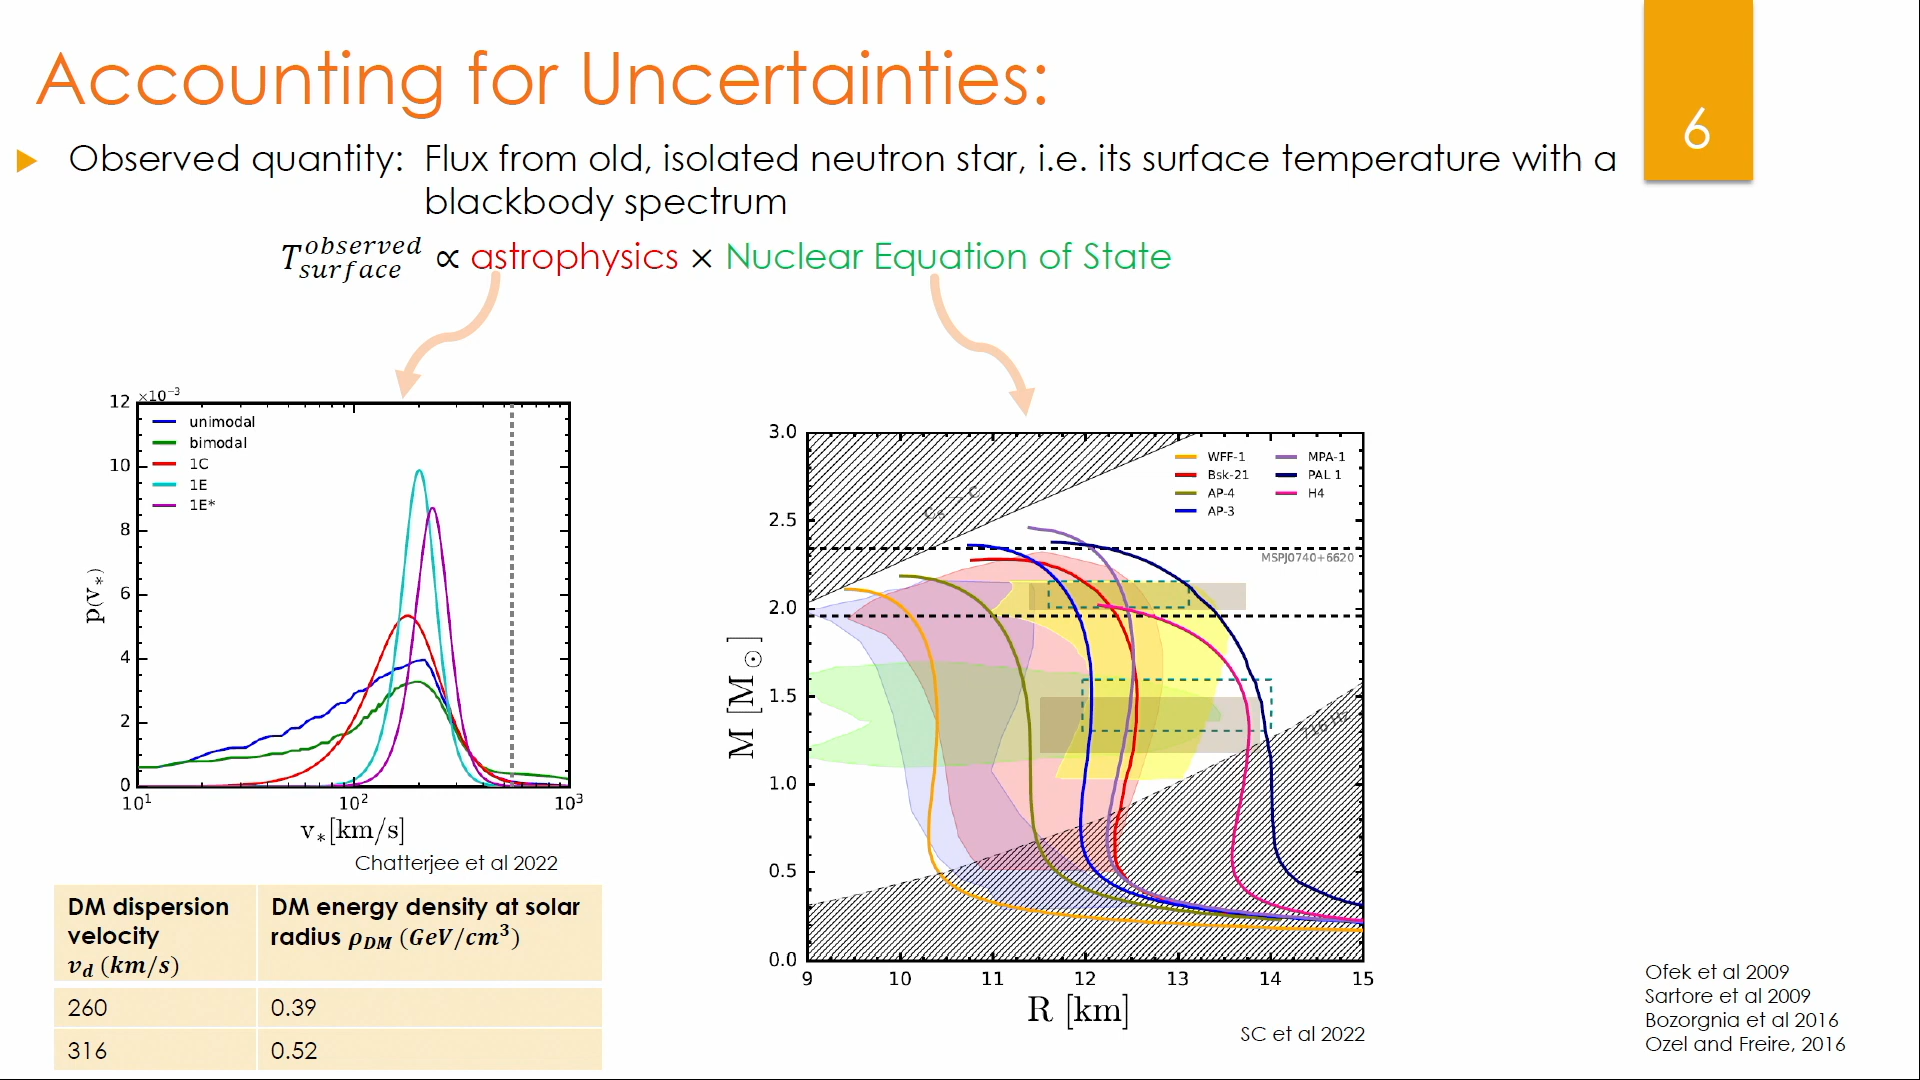 Accounting for Uncertainties:
6
Observed quantity: Flux from old, isolated neutron star, i.e. its surface temperature with a
blackbody spectrum
T_{surface}^{observed} ∝ astrophysics × Nuclear Equation of State
×10⁻³
12
10
8
6
4
2
0
p(v∗)
unimodal
bimodal
1C
1E
1E*
10¹ 10² 10³
v∗[km/s]
Chatterjee et al 2022
DM dispersion velocity v_d (km/s)
DM energy density at solar radius ρ_DM (GeV/cm³)
260 0.39
316 0.52
3.0
2.5
2.0
1.5
1.0
0.5
0.0
M [M⊙]
WFF-1 MPA-1
Bsk-21 PAL 1
AP-4 H4
AP-3
MSPJ0740+6620
9 10 11 12 13 14 15
R [km]
SC et al 2022
Ofek et al 2009
Sartore et al 2009
Bozorgnia et al 2016
Ozel and Freire, 2016